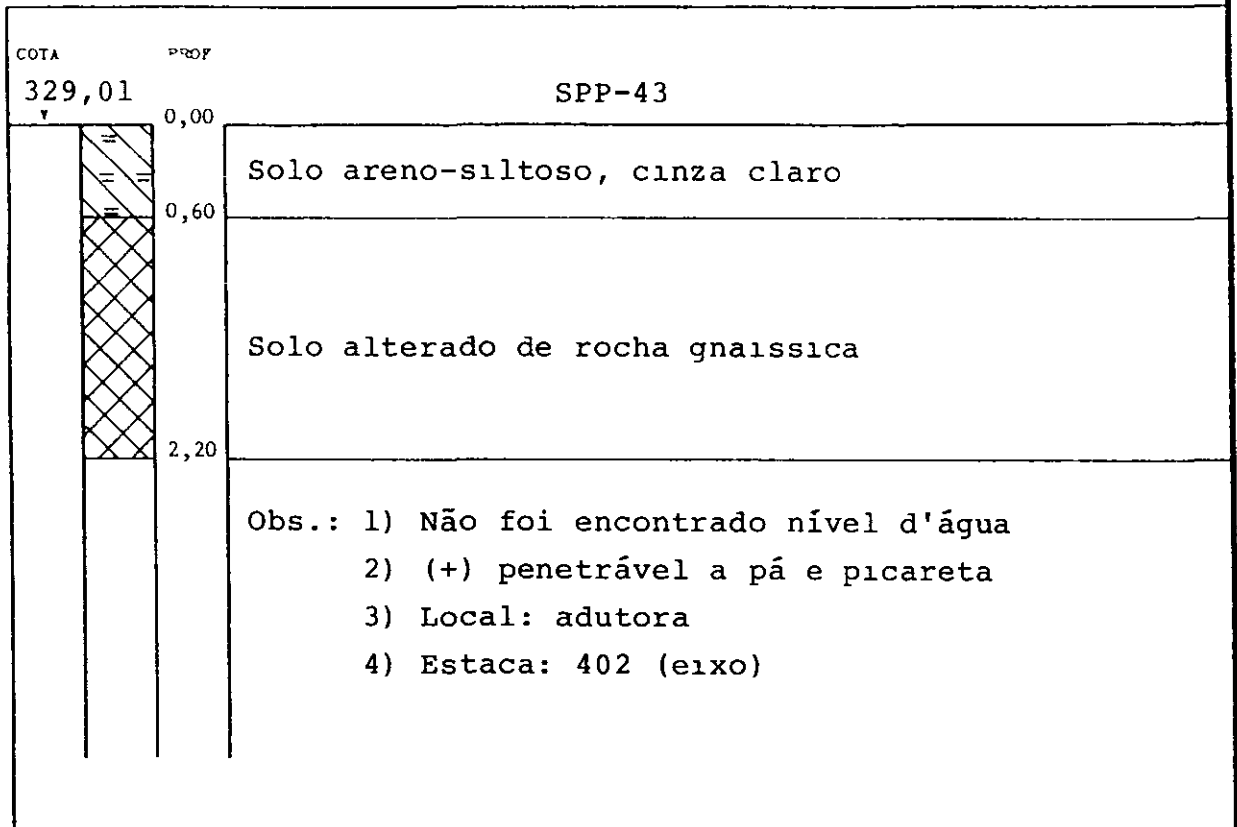 COTA PROF
329,01 SPP-43
0,00
Solo areno-siltoso, cinza claro
0,60
Solo alterado de rocha gnaissica
2,20
Obs.: 1) Não foi encontrado nível d'água
2) (+) penetrável a pá e picareta
3) Local: adutora
4) Estaca: 402 (eixo)